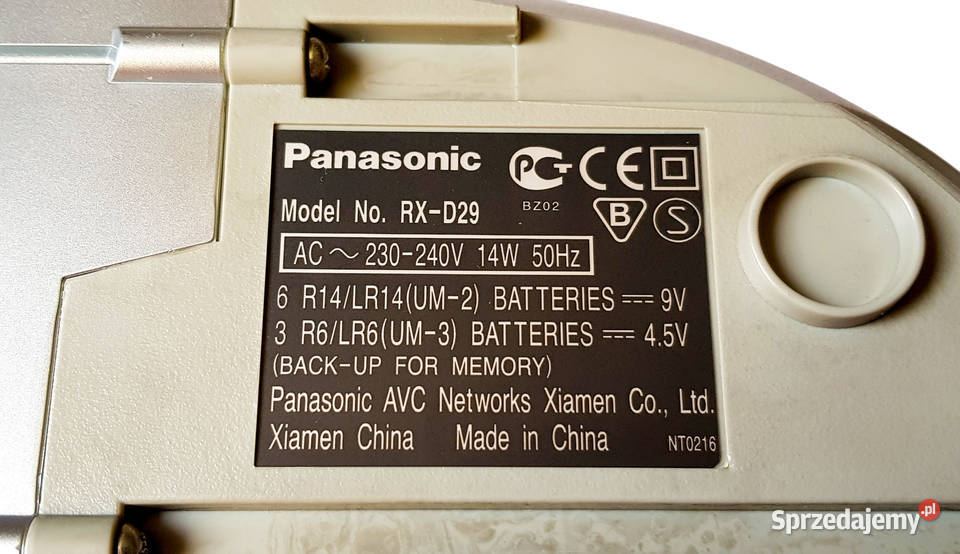 Panasonic PCT CE
BZ02 B S
Model No. RX-D29
AC ~ 230-240V 14W 50Hz
6 R14/LR14(UM-2) BATTERIES ⎓ 9V
3 R6/LR6(UM-3) BATTERIES ⎓ 4.5V
(BACK-UP FOR MEMORY)
Panasonic AVC Networks Xiamen Co., Ltd.
Xiamen China Made in China NT0216
Sprzedajemy.pl